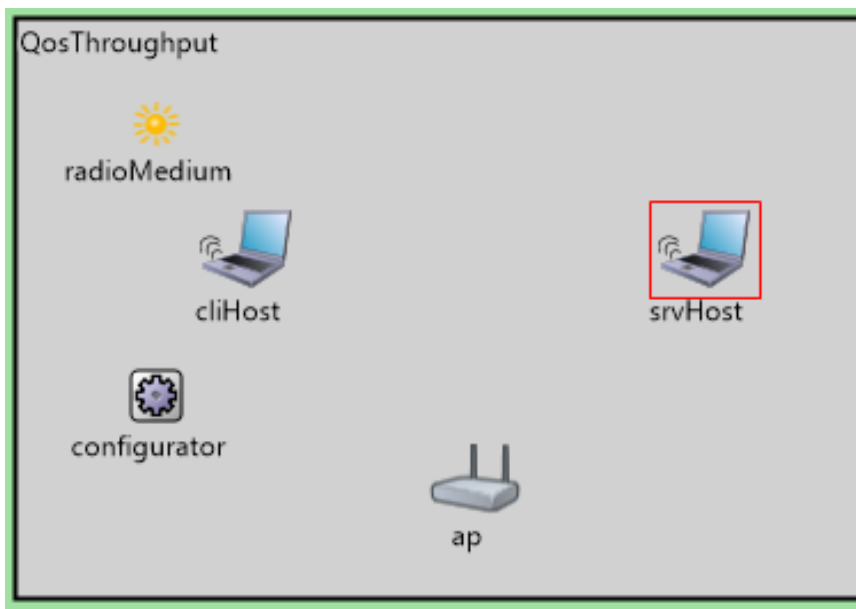 QosThroughput
radioMedium
cliHost
srvHost
configurator
ap